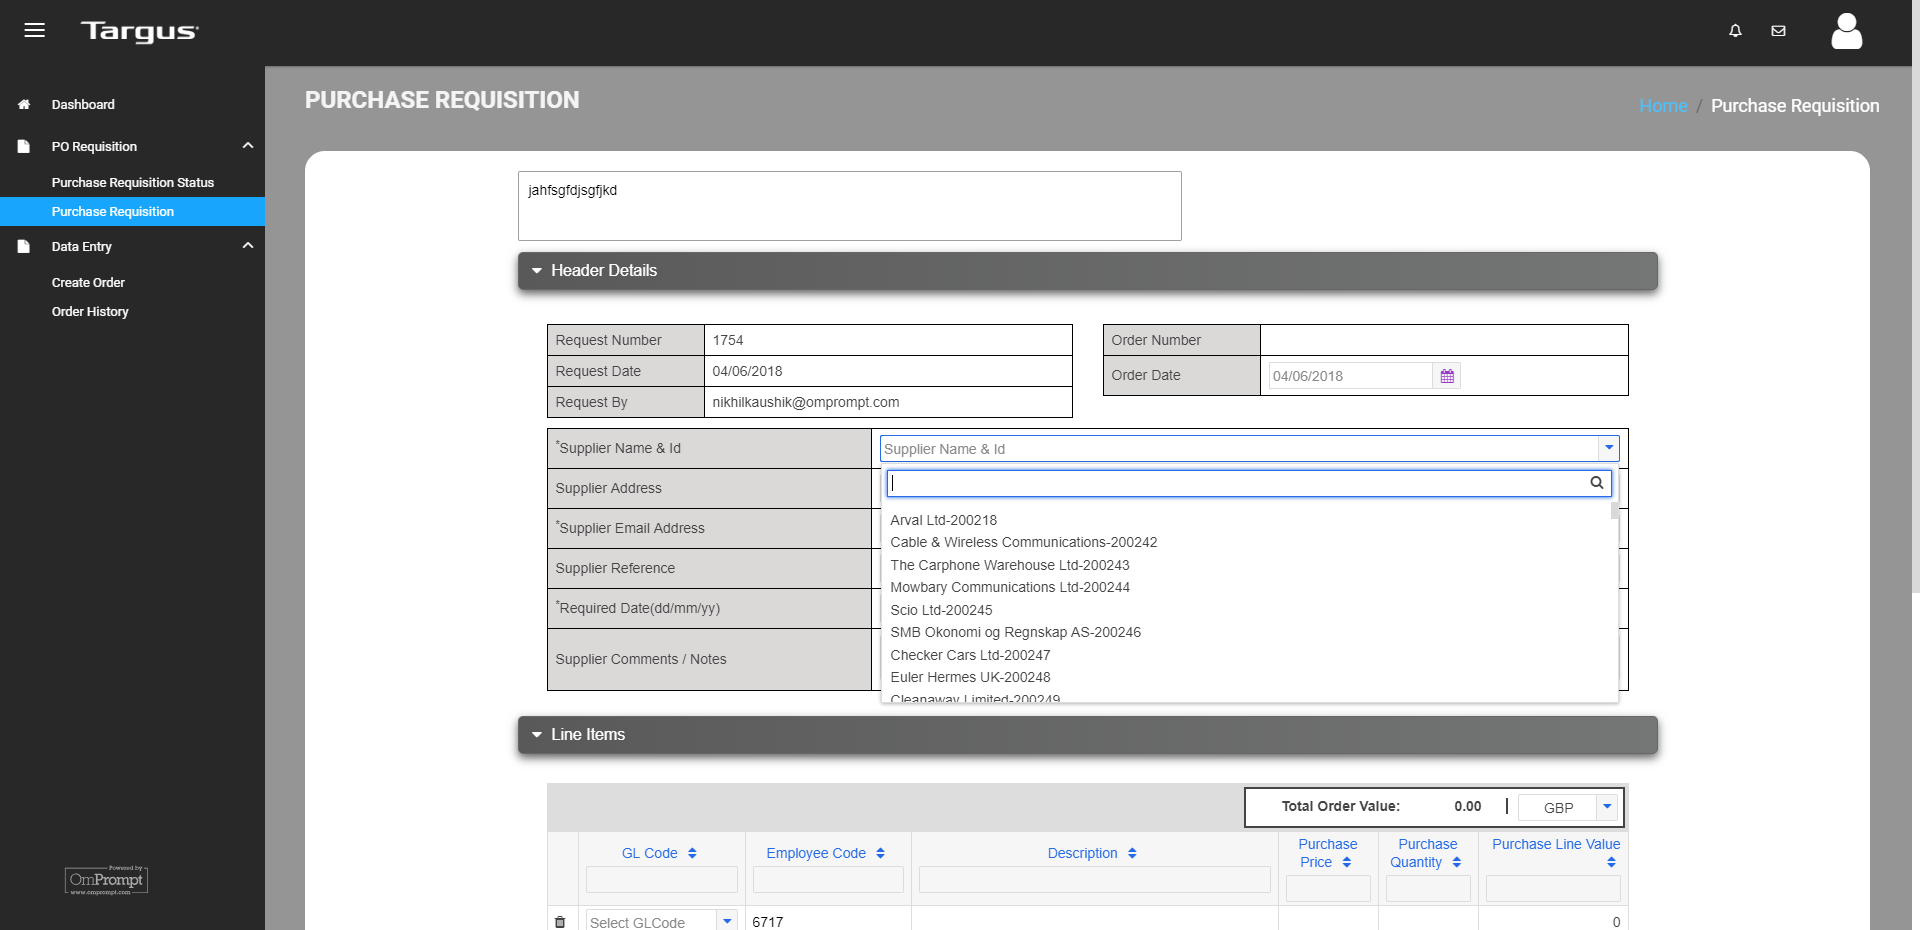 Targus
Dashboard
PO Requisition
Purchase Requisition Status
Purchase Requisition
Data Entry
Create Order
Order History
Powered by
OmPrompt
www.omprompt.com
PURCHASE REQUISITION
Home / Purchase Requisition
jahfsgfdjsgfjkd
Header Details
Request Number 1754
Request Date 04/06/2018
Request By nikhilkaushik@omprompt.com
Order Number
Order Date 04/06/2018
*Supplier Name & Id Supplier Name & Id
Supplier Address
*Supplier Email Address
Supplier Reference
*Required Date(dd/mm/yy)
Supplier Comments / Notes
Arval Ltd-200218
Cable & Wireless Communications-200242
The Carphone Warehouse Ltd-200243
Mowbary Communications Ltd-200244
Scio Ltd-200245
SMB Okonomi og Regnskap AS-200246
Checker Cars Ltd-200247
Euler Hermes UK-200248
Cleanaway Limited-200249
Line Items
Total Order Value: 0.00 | GBP
GL Code Employee Code Description Purchase Price Purchase Quantity Purchase Line Value
Select GLCode 6717 0